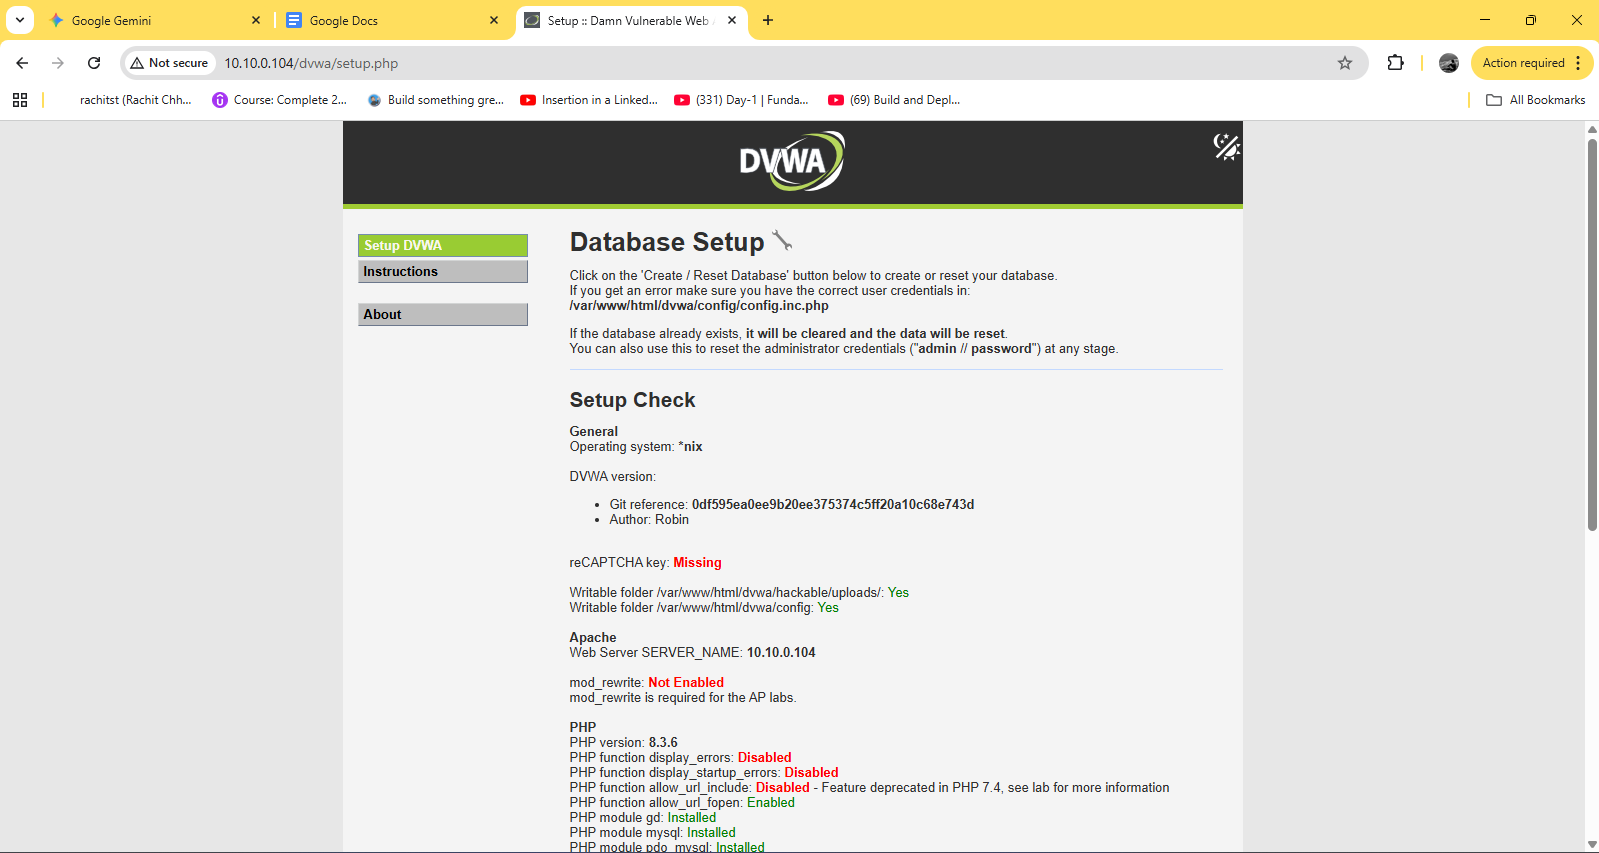 Google Gemini
Google Docs
Setup :: Damn Vulnerable Web
Not secure
10.10.0.104/dvwa/setup.php
Action required
rachitst (Rachit Chh...
Course: Complete 2...
Build something gre...
Insertion in a Linked...
(331) Day-1 | Funda...
(69) Build and Depl...
All Bookmarks
DVWA
Setup DVWA
Instructions
About
Database Setup
Click on the 'Create / Reset Database' button below to create or reset your database.
If you get an error make sure you have the correct user credentials in:
/var/www/html/dvwa/config/config.inc.php
If the database already exists, it will be cleared and the data will be reset.
You can also use this to reset the administrator credentials ("admin // password") at any stage.
Setup Check
General
Operating system: *nix
DVWA version:
• Git reference: 0df595ea0ee9b20ee375374c5ff20a10c68e743d
• Author: Robin
reCAPTCHA key: Missing
Writable folder /var/www/html/dvwa/hackable/uploads/: Yes
Writable folder /var/www/html/dvwa/config: Yes
Apache
Web Server SERVER_NAME: 10.10.0.104
mod_rewrite: Not Enabled
mod_rewrite is required for the AP labs.
PHP
PHP version: 8.3.6
PHP function display_errors: Disabled
PHP function display_startup_errors: Disabled
PHP function allow_url_include: Disabled - Feature deprecated in PHP 7.4, see lab for more information
PHP function allow_url_fopen: Enabled
PHP module gd: Installed
PHP module mysql: Installed
PHP module pdo_mysql: Installed